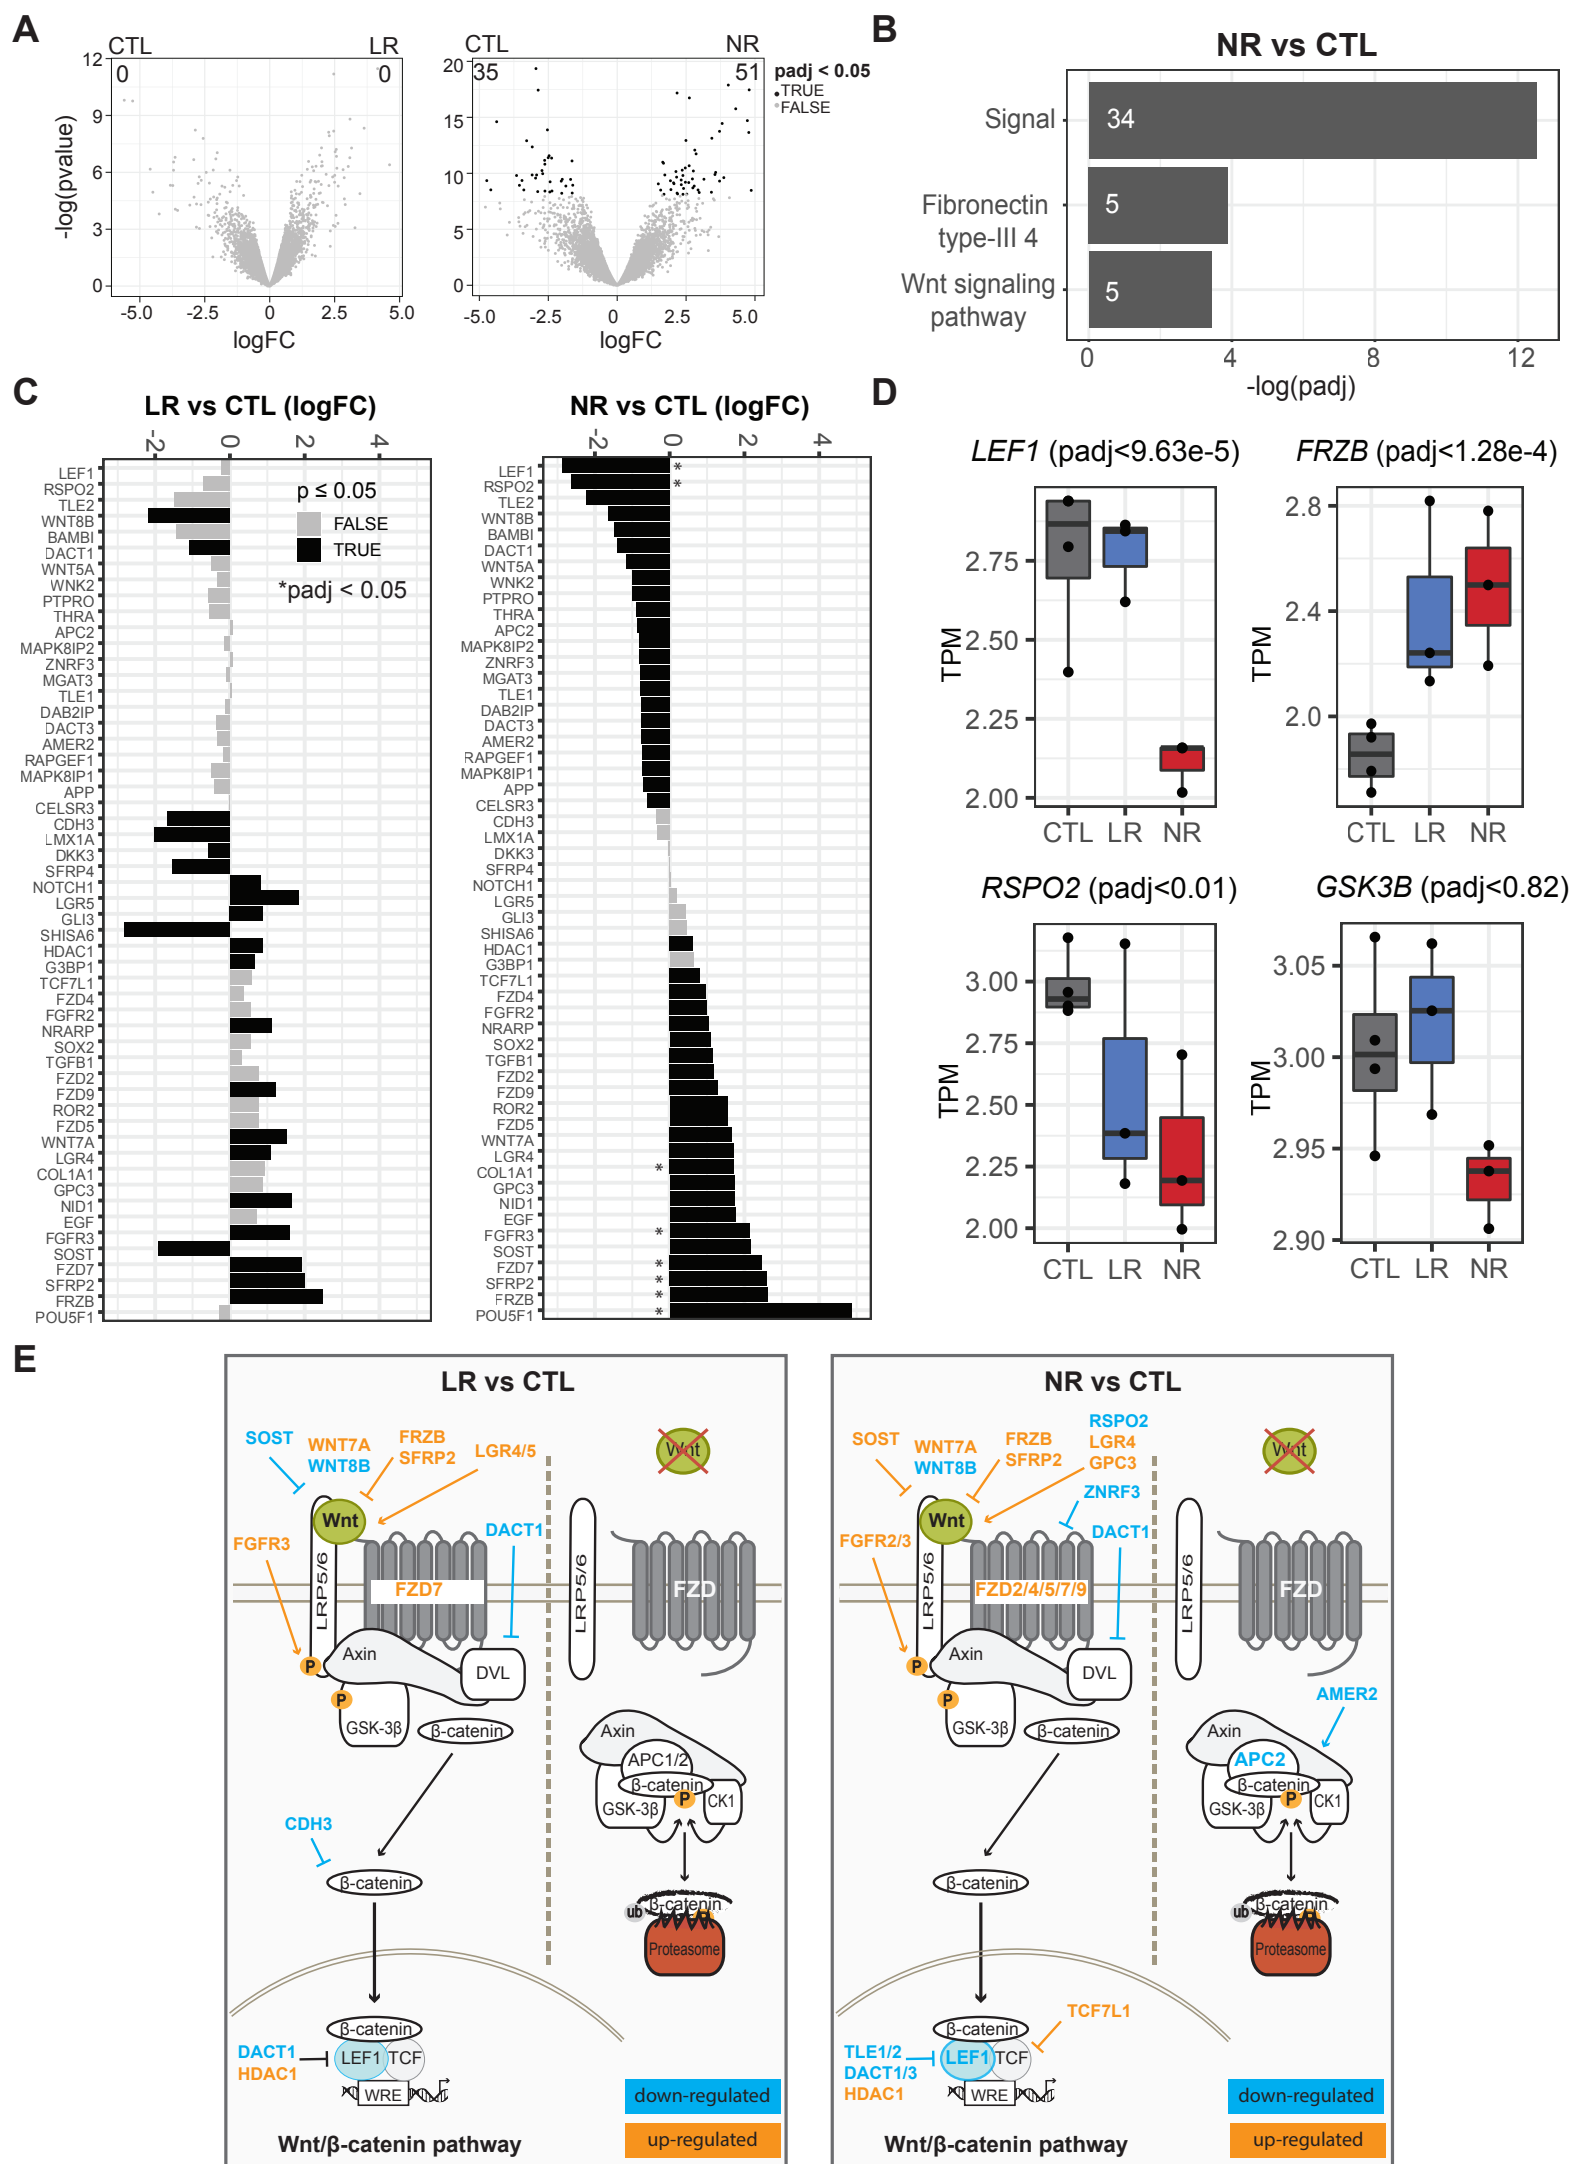 A
CTL
LR
0
0
12
9
6
3
0
-log(pvalue)
-5.0
-2.5
0
2.5
5.0
logFC
CTL
NR
35
51
20
15
10
5
0
-5.0
-2.5
0
2.5
5.0
logFC
padj < 0.05
TRUE
FALSE
B
NR vs CTL
Signal
Fibronectin
type-III 4
Wnt signaling
pathway
34
5
5
0
4
8
12
-log(padj)
C
LR vs CTL (logFC)
-2
0
2
4
p ≤ 0.05
FALSE
TRUE
*padj < 0.05
LEF1
RSPO2
TLE2
WNT8B
BAMBI
DACT1
WNT5A
WNK2
PTPRO
THRA
APC2
MAPK8IP2
ZNRF3
MGAT3
TLE1
DAB2IP
DACT3
AMER2
RAPGEF1
MAPK8IP1
APP
CELSR3
CDH3
LMX1A
DKK3
SFRP4
NOTCH1
LGR5
GLI3
SHISA6
HDAC1
G3BP1
TCF7L1
FZD4
FGFR2
NRARP
SOX2
TGFB1
FZD2
FZD9
ROR2
FZD5
WNT7A
LGR4
COL1A1
GPC3
NID1
EGF
FGFR3
SOST
FZD7
SFRP2
FRZB
POU5F1
NR vs CTL (logFC)
-2
0
2
4
LEF1 *
RSPO2 *
TLE2
WNT8B
BAMBI
DACT1
WNT5A
WNK2
PTPRO
THRA
APC2
MAPK8IP2
ZNRF3
MGAT3
TLE1
DAB2IP
DACT3
AMER2
RAPGEF1
MAPK8IP1
APP
CELSR3
CDH3
LMX1A
DKK3
SFRP4
NOTCH1
LGR5
GLI3
SHISA6
HDAC1
G3BP1
TCF7L1
FZD4
FGFR2
NRARP
SOX2
TGFB1
FZD2
FZD9
ROR2
FZD5
WNT7A
LGR4
COL1A1 *
GPC3
NID1
EGF
FGFR3 *
SOST
FZD7 *
SFRP2 *
FRZB *
POU5F1 *
D
LEF1 (padj<9.63e-5)
TPM
2.75
2.50
2.25
2.00
CTL LR NR
FRZB (padj<1.28e-4)
TPM
2.8
2.4
2.0
CTL LR NR
RSPO2 (padj<0.01)
TPM
3.00
2.75
2.50
2.25
2.00
CTL LR NR
GSK3B (padj<0.82)
TPM
3.05
3.00
2.95
2.90
CTL LR NR
E
LR vs CTL
SOST
WNT7A
WNT8B
FRZB
SFRP2
LGR4/5
Wnt
Wnt
DACT1
FGFR3
LRP5/6
FZD7
LRP5/6
FZD
Axin
P
DVL
P
GSK-3β
β-catenin
Axin
APC1/2
β-catenin
GSK-3β
P
CK1
CDH3
β-catenin
ub
β-catenin
Proteasome
β-catenin
DACT1
HDAC1
LEF1
TCF
WRE
down-regulated
up-regulated
Wnt/β-catenin pathway
NR vs CTL
SOST
WNT7A
WNT8B
FRZB
SFRP2
RSPO2
LGR4
GPC3
Wnt
ZNRF3
Wnt
DACT1
FGFR2/3
LRP5/6
FZD2/4/5/7/9
LRP5/6
FZD
Axin
P
DVL
P
GSK-3β
β-catenin
AMER2
Axin
APC2
β-catenin
GSK-3β
P
CK1
β-catenin
ub
β-catenin
Proteasome
TCF7L1
β-catenin
TLE1/2
DACT1/3
HDAC1
LEF1
TCF
WRE
down-regulated
up-regulated
Wnt/β-catenin pathway